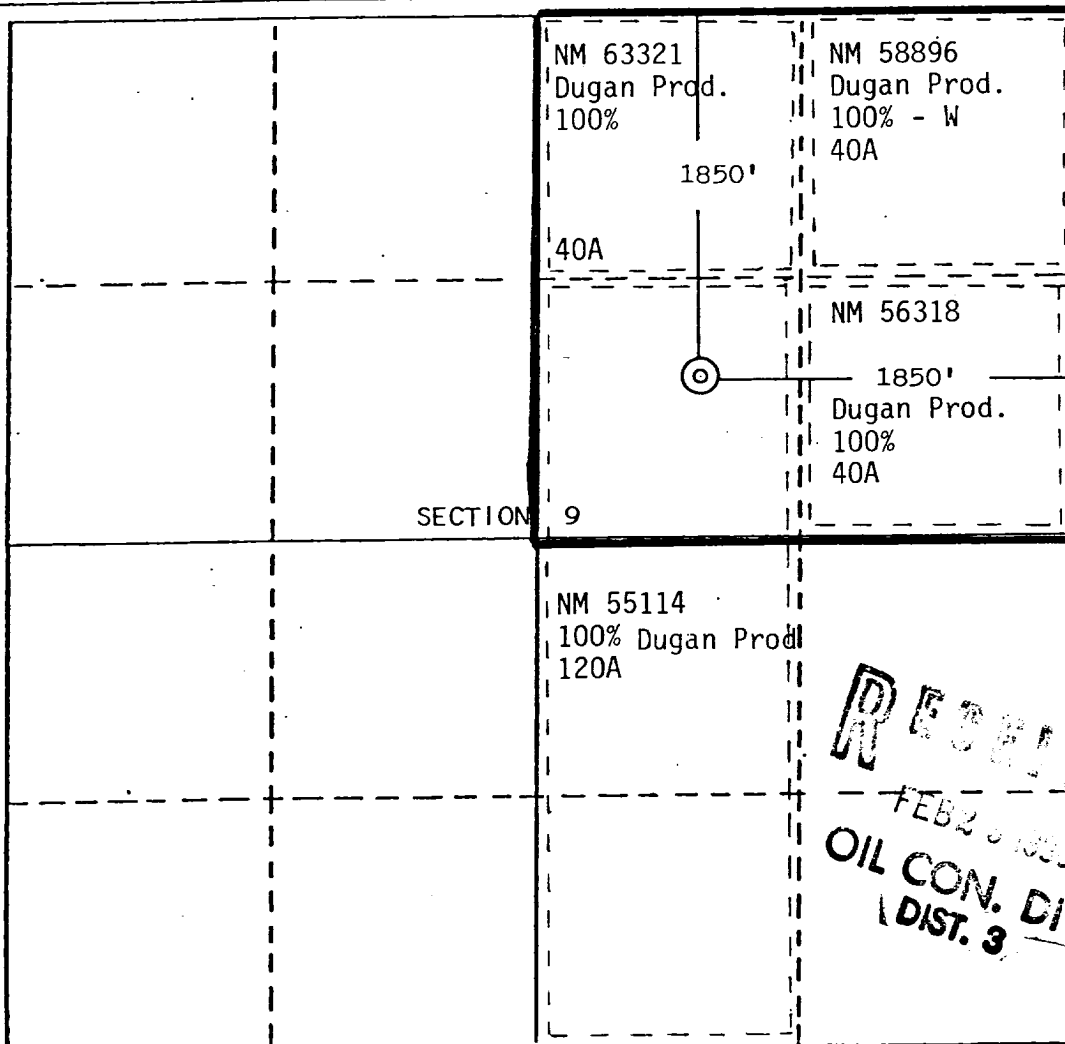 NM 63321
Dugan Prod.
100%
40A
NM 58896
Dugan Prod.
100% - W
40A
1850'
NM 56318
1850'
Dugan Prod.
100%
40A
SECTION 9
NM 55114
100% Dugan Prod
120A
OIL CON. DI
DIST. 3